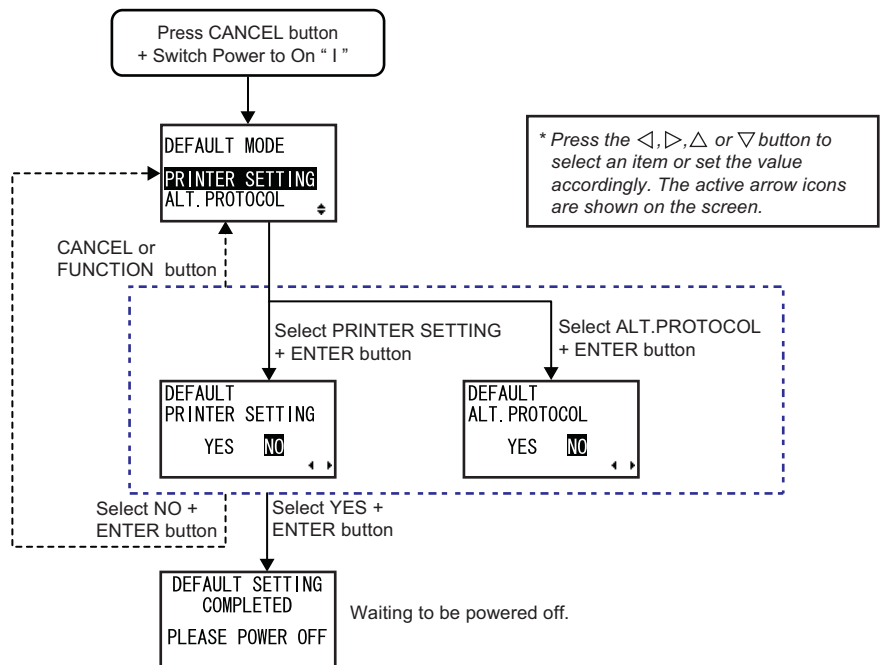 Press CANCEL button
+ Switch Power to On “ I ”
DEFAULT MODE
PRINTER SETTING
ALT.PROTOCOL
* Press the ◁,▷,△ or ▽ button to
select an item or set the value
accordingly. The active arrow icons
are shown on the screen.
CANCEL or
FUNCTION button
Select PRINTER SETTING
+ ENTER button
Select ALT.PROTOCOL
+ ENTER button
DEFAULT
PRINTER SETTING
YES NO
DEFAULT
ALT.PROTOCOL
YES NO
Select NO +
ENTER button
Select YES +
ENTER button
DEFAULT SETTING
COMPLETED
PLEASE POWER OFF
Waiting to be powered off.